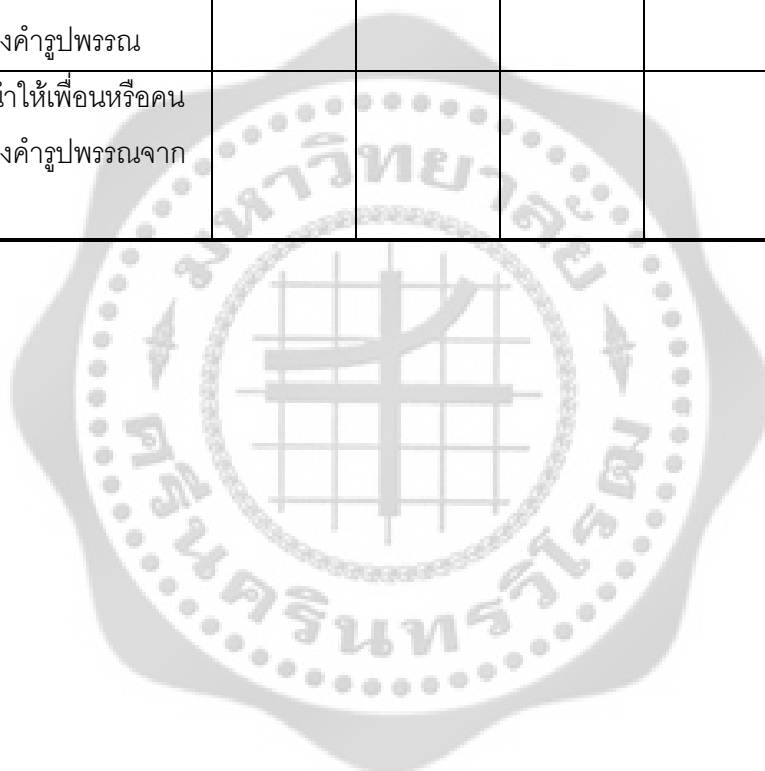 งคำรูปพรรณ
นำให้เพื่อนหรือคน
งคำรูปพรรณจาก
มหาวิทยาลัย
ศรีนครินทรวิโรฒ